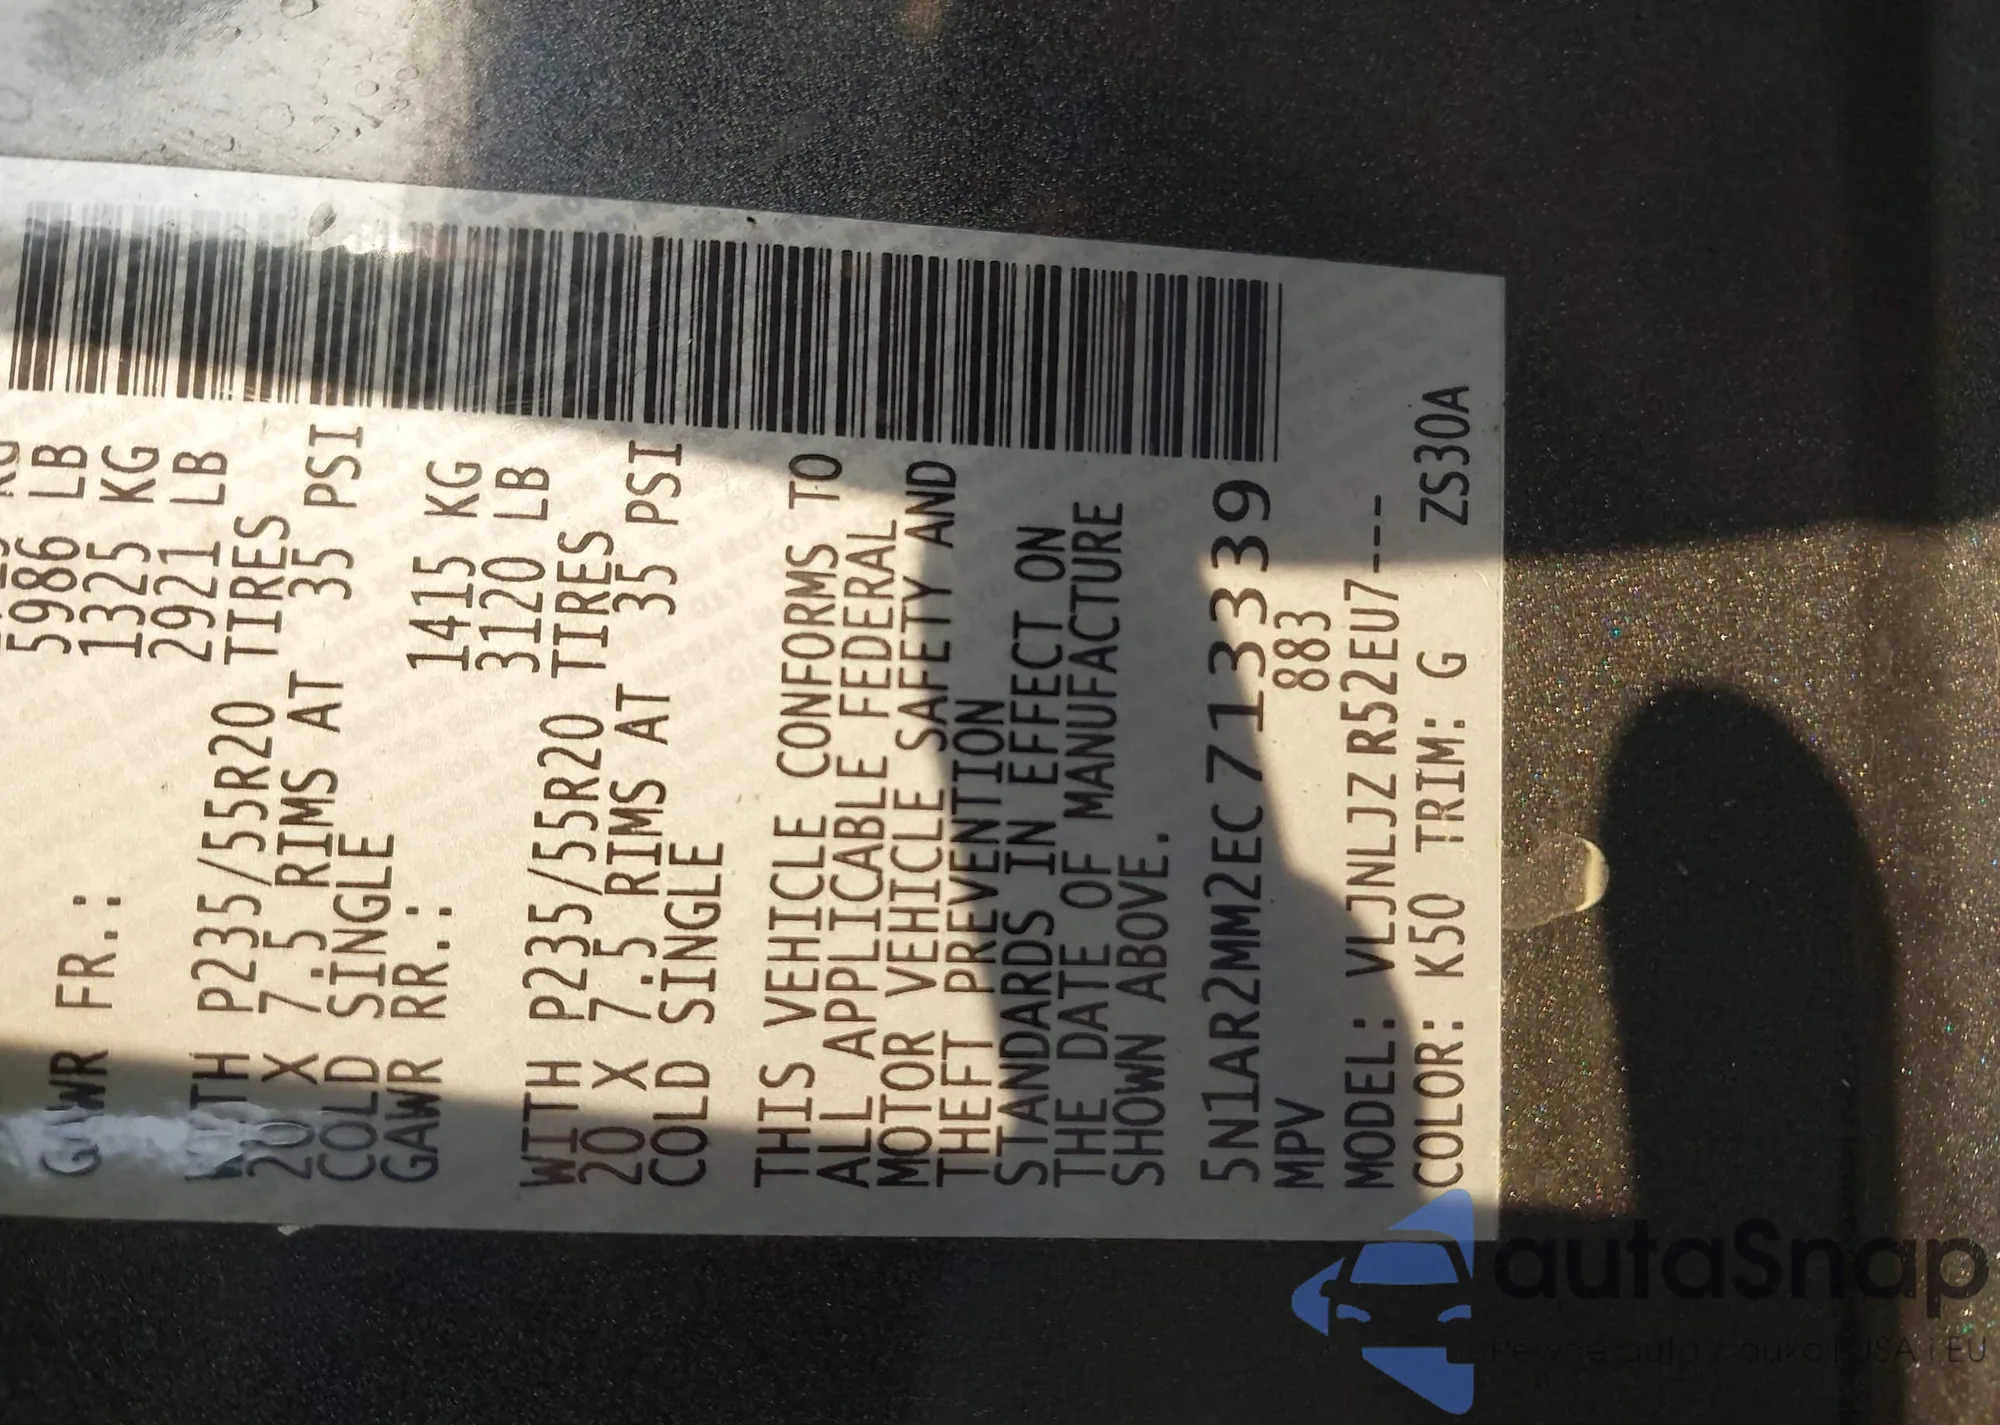 5986 LB
GAWR FR.: 1325 KG
2921 LB
WITH P235/55R20 TIRES
20 X 7.5 RIMS AT 35 PSI
COLD SINGLE
GAWR RR.: 1415 KG
3120 LB
WITH P235/55R20 TIRES
20 X 7.5 RIMS AT 35 PSI
COLD SINGLE
THIS VEHICLE CONFORMS TO
ALL APPLICABLE FEDERAL
MOTOR VEHICLE SAFETY AND
THEFT PREVENTION
STANDARDS IN EFFECT ON
THE DATE OF MANUFACTURE
SHOWN ABOVE.
5N1AR2MM2EC713339
MPV 883
MODEL: VLJNLJZ R52EU7---
COLOR: K50 TRIM: G ZS30A
autaSnap
auta USA i EU